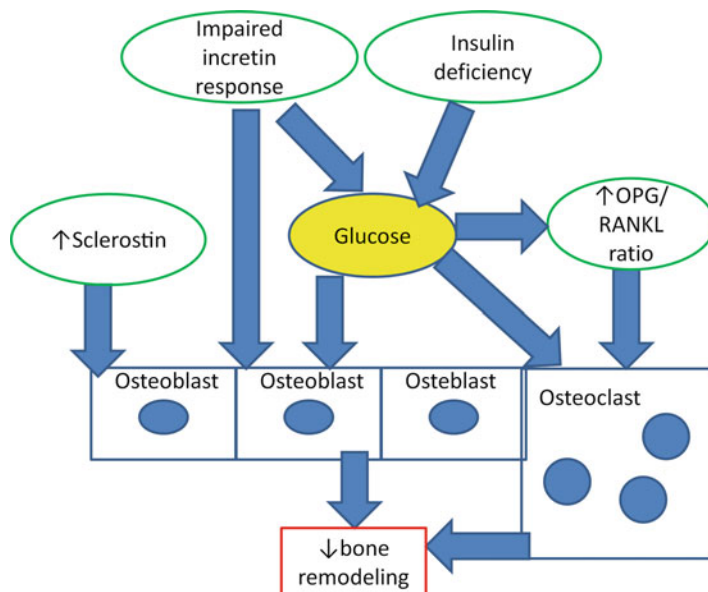 Impaired
incretin
response
Insulin
deficiency
↑Sclerostin
Glucose
↑OPG/
RANKL
ratio
Osteoblast
Osteoblast
Osteblast
Osteoclast
↓bone
remodeling